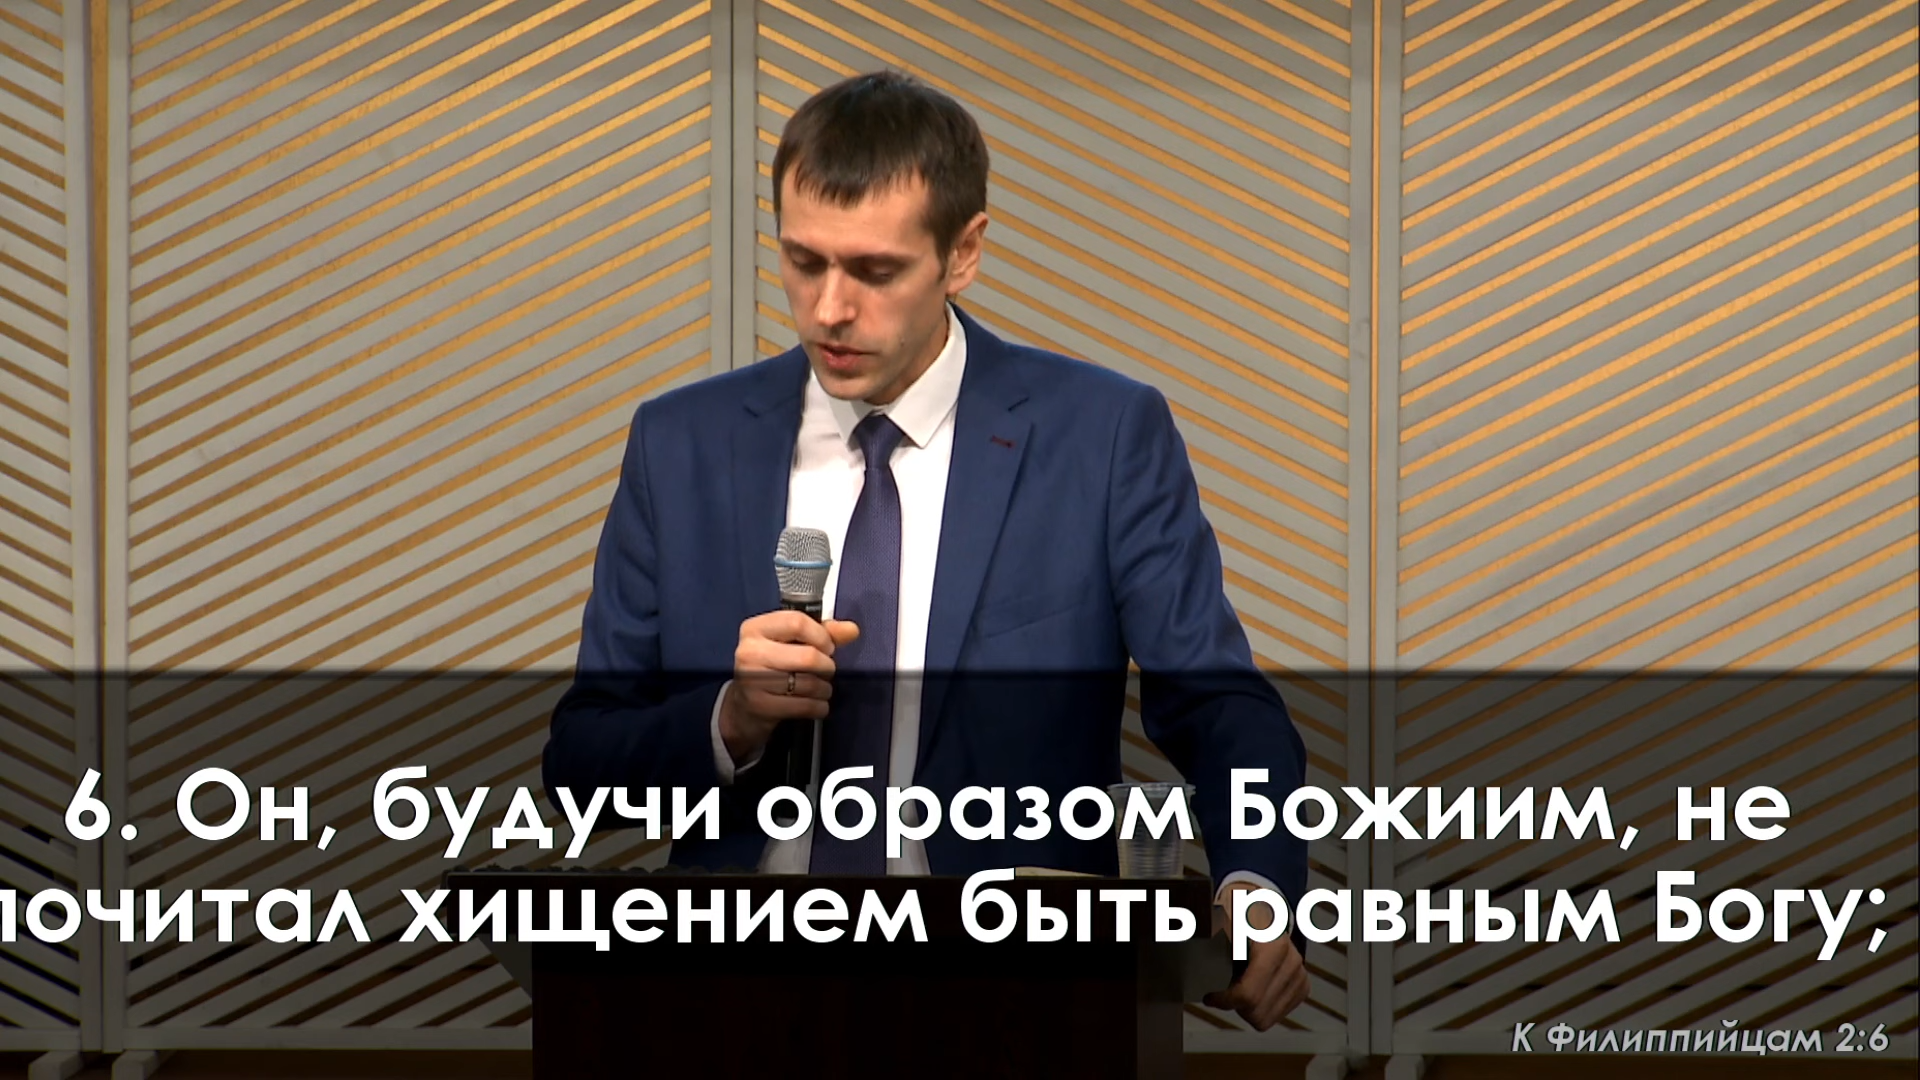 6. Он, будучи образом Божиим, не
почитал хищением быть равным Богу;
К Филиппийцам 2:6